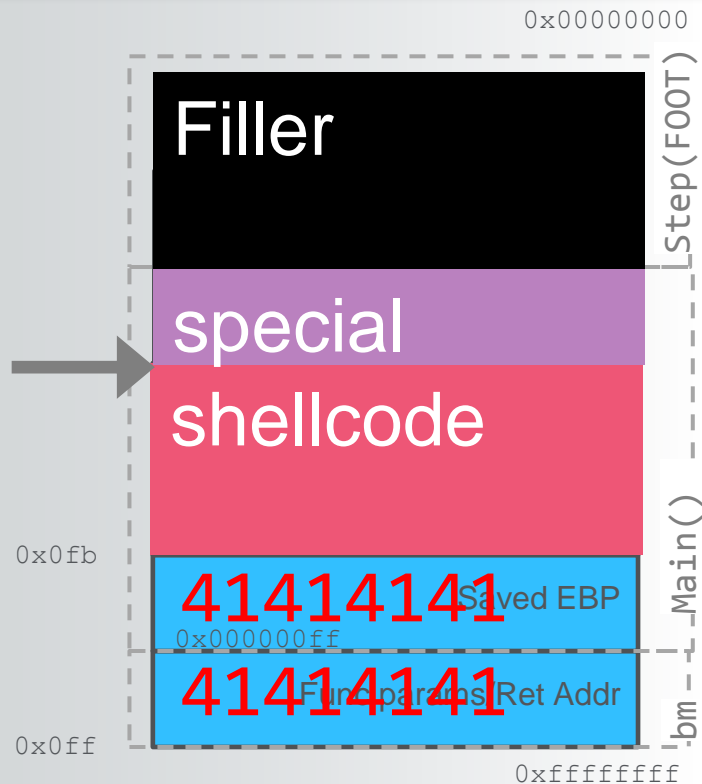 0x00000000
Step(FOOT)
Filler
special
shellcode
Main()
0x0fb
41414141
Saved EBP
0x000000ff
41414141
Func params/Ret Addr
bm
0x0ff
0xffffffff